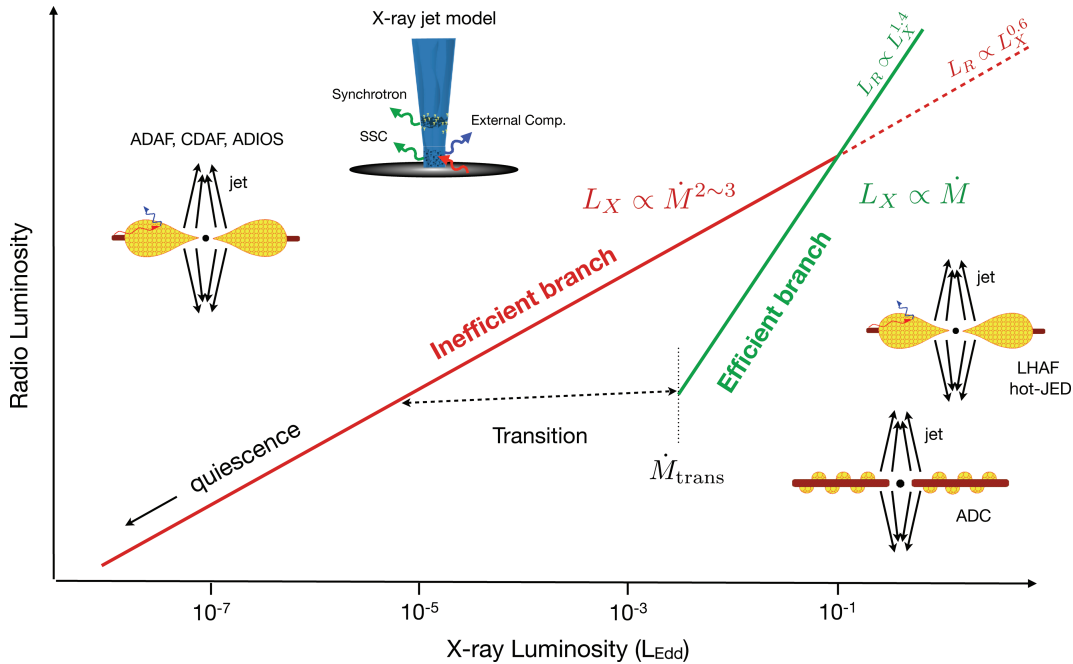 X-ray jet model
Synchrotron
SSC
External Comp.
ADAF, CDAF, ADIOS
jet
L_R ∝ L_X^{1.4}
L_R ∝ L_X^{0.6}
L_X ∝ Ṁ^{2∼3}
L_X ∝ Ṁ
Inefficient branch
Efficient branch
jet
LHAF
hot-JED
Transition
quiescence
Ṁ_trans
jet
ADC
Radio Luminosity
10^-7
10^-5
10^-3
10^-1
X-ray Luminosity (L_Edd)